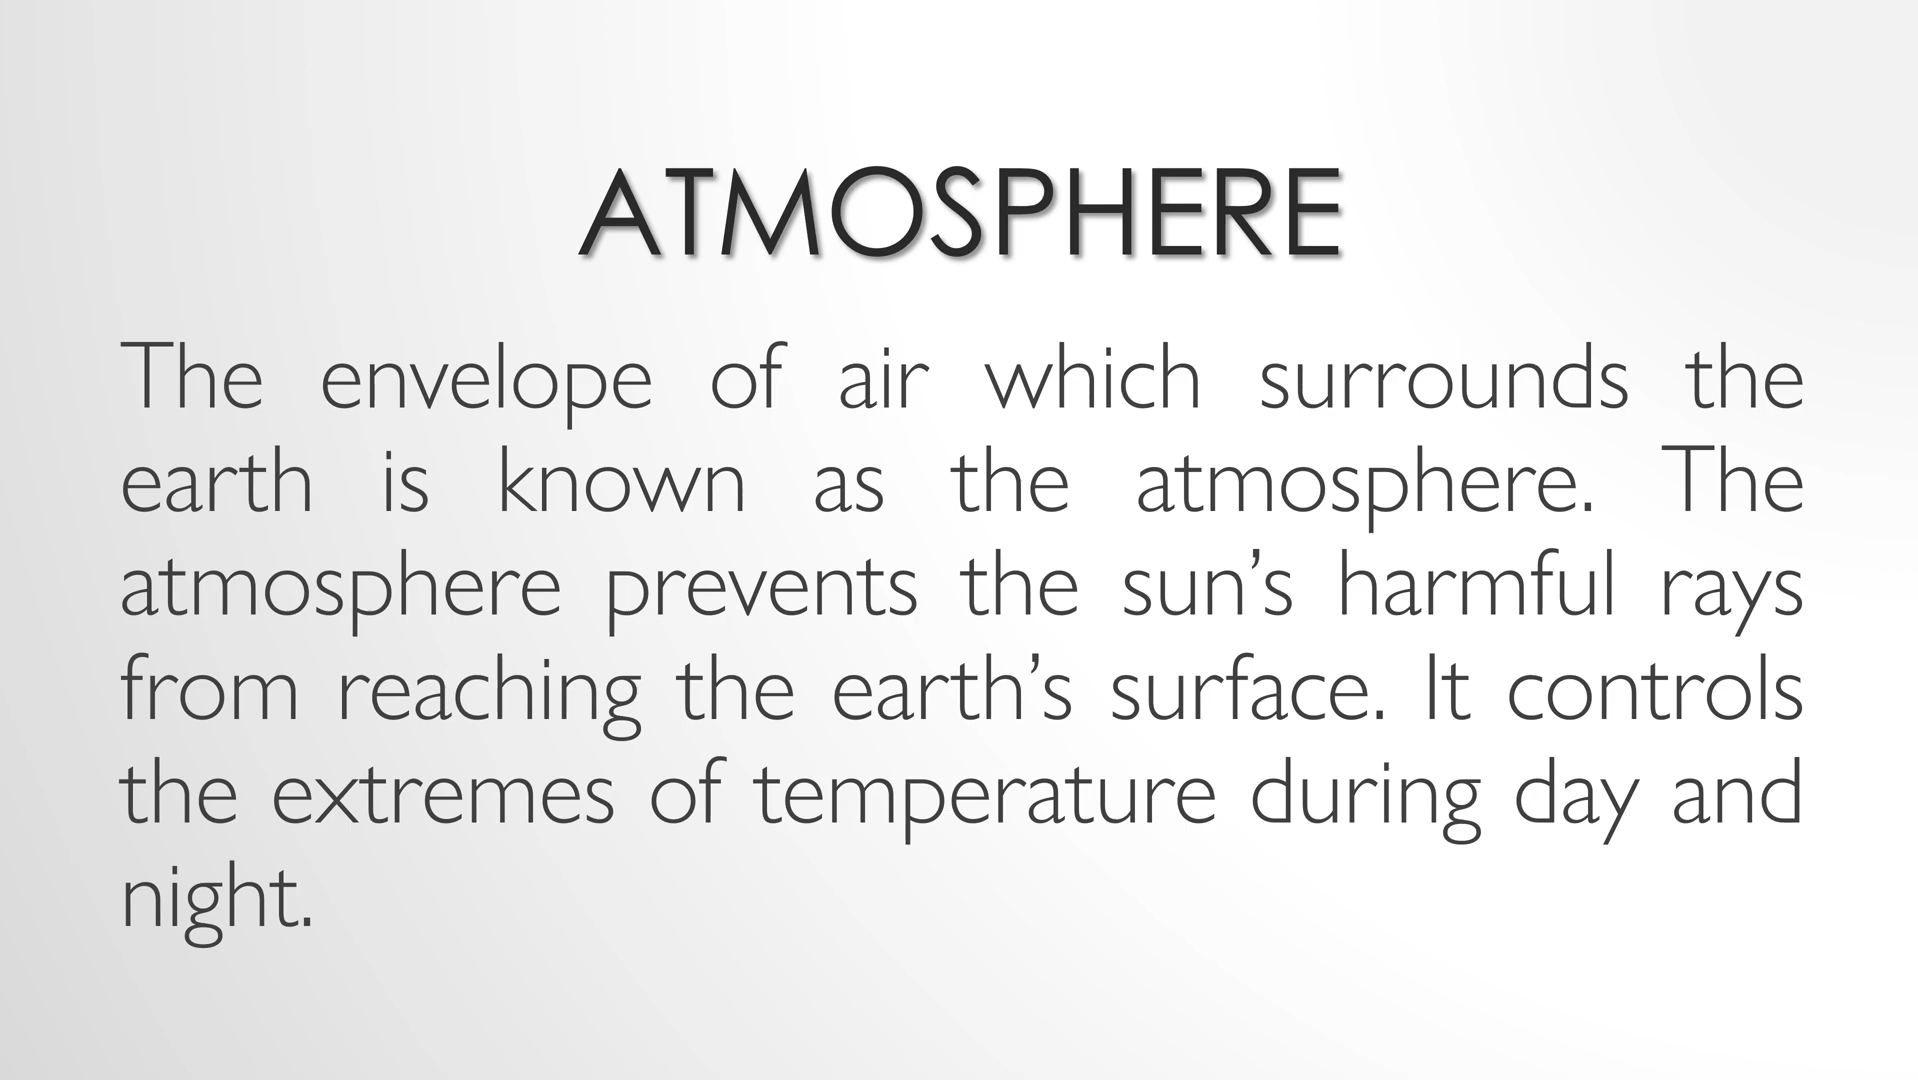 ATMOSPHERE
The envelope of air which surrounds the
earth is known as the atmosphere. The
atmosphere prevents the sun’s harmful rays
from reaching the earth’s surface. It controls
the extremes of temperature during day and
night.